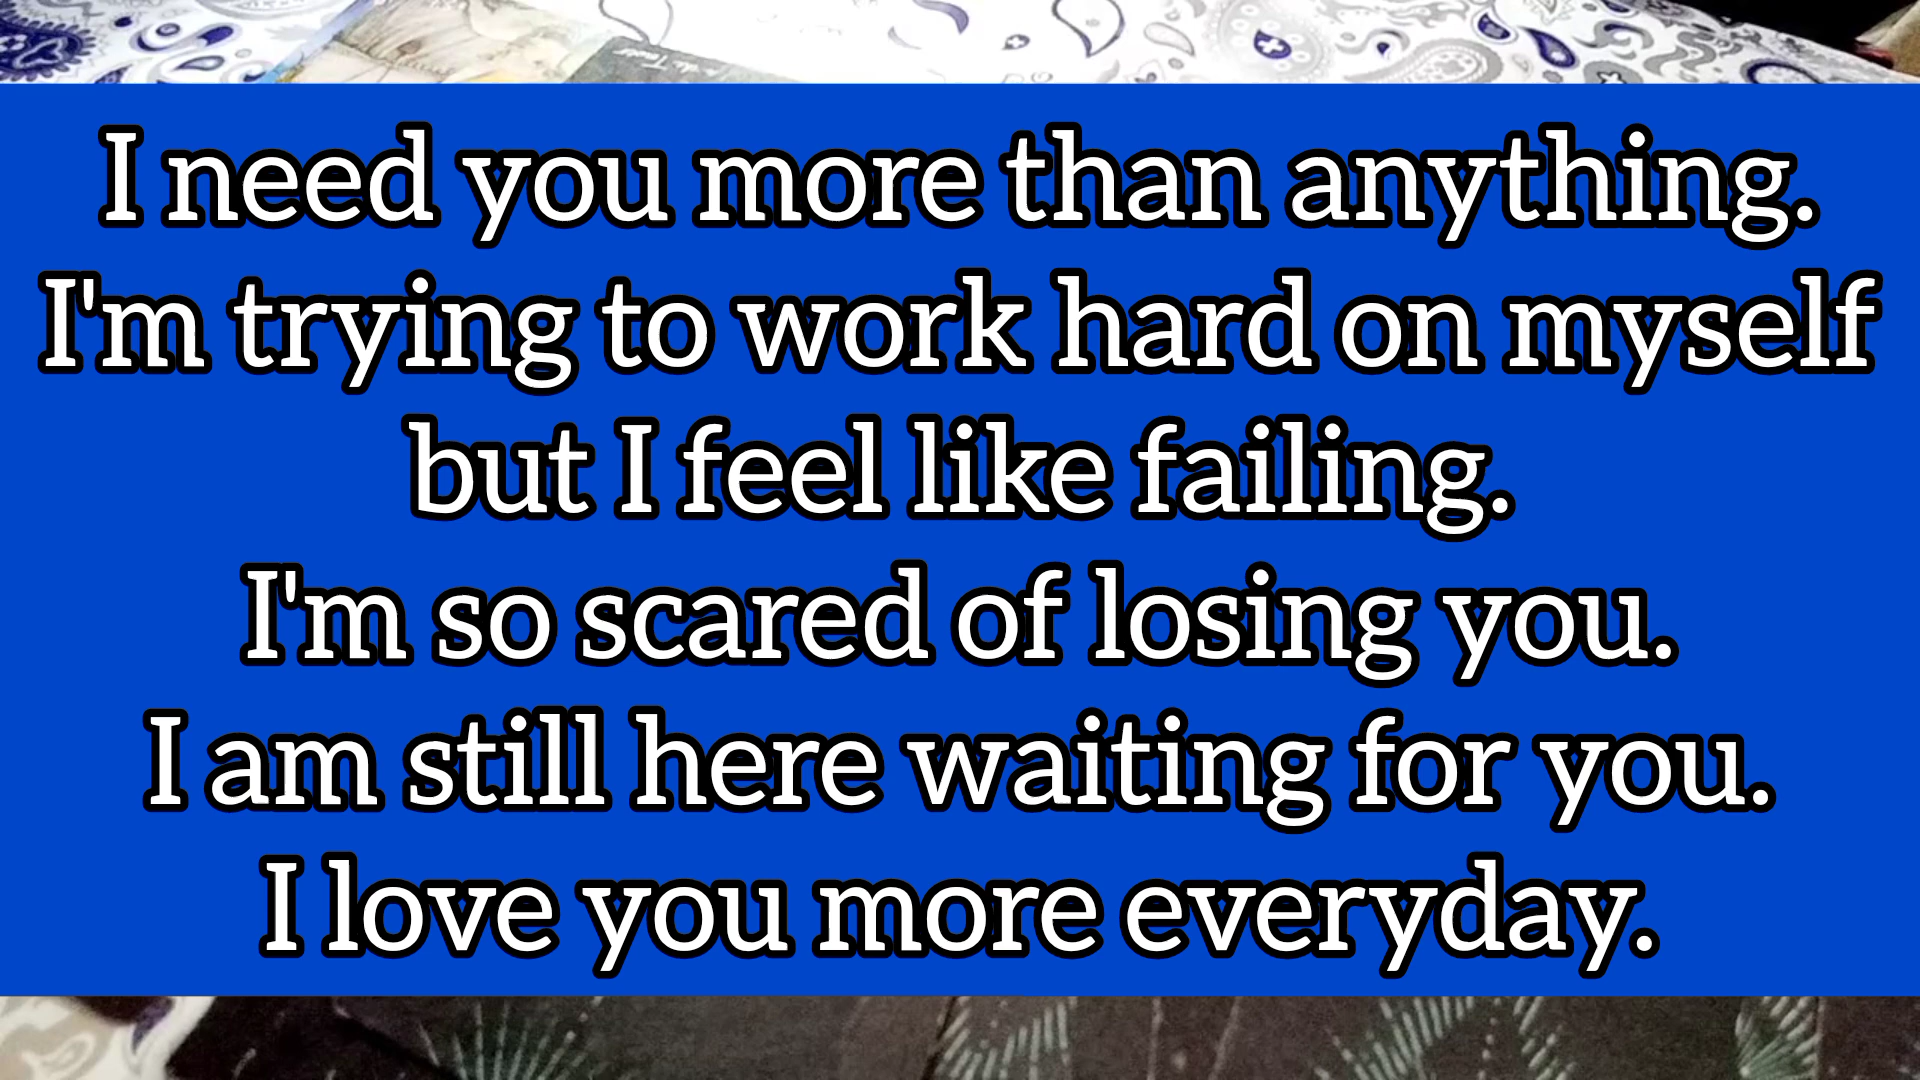 I need you more than anything.
I'm trying to work hard on myself
but I feel like failing.
I'm so scared of losing you.
I am still here waiting for you.
I love you more everyday.